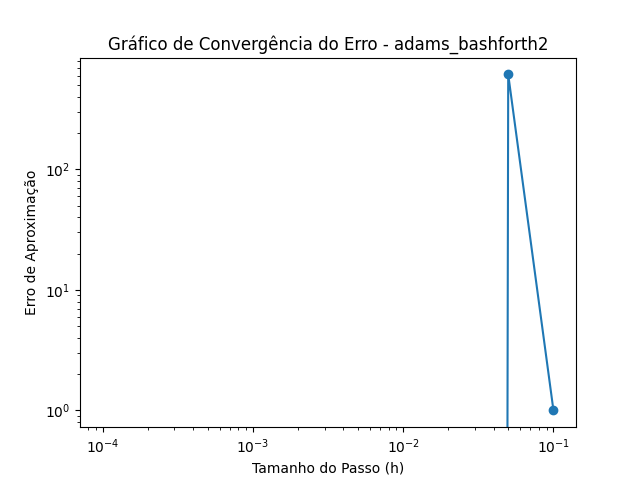 Gráfico de Convergência do Erro - adams_bashforth2
Erro de Aproximação
10²
10¹
10⁰
10⁻⁴ 10⁻³ 10⁻² 10⁻¹
Tamanho do Passo (h)